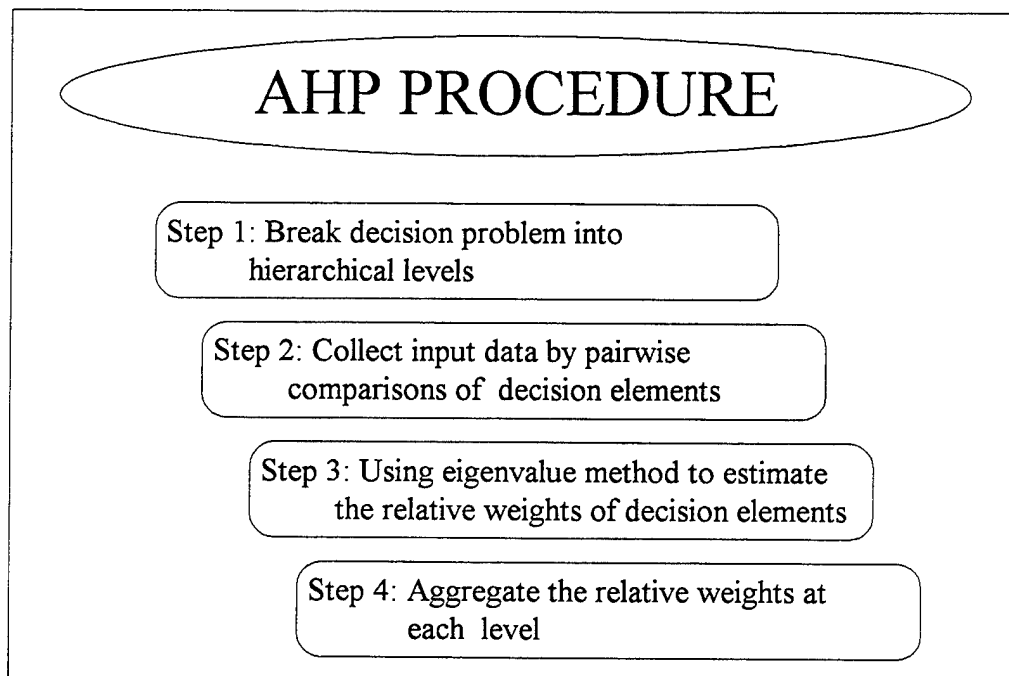 AHP PROCEDURE
Step 1: Break decision problem into
hierarchical levels
Step 2: Collect input data by pairwise
comparisons of decision elements
Step 3: Using eigenvalue method to estimate
the relative weights of decision elements
Step 4: Aggregate the relative weights at
each level